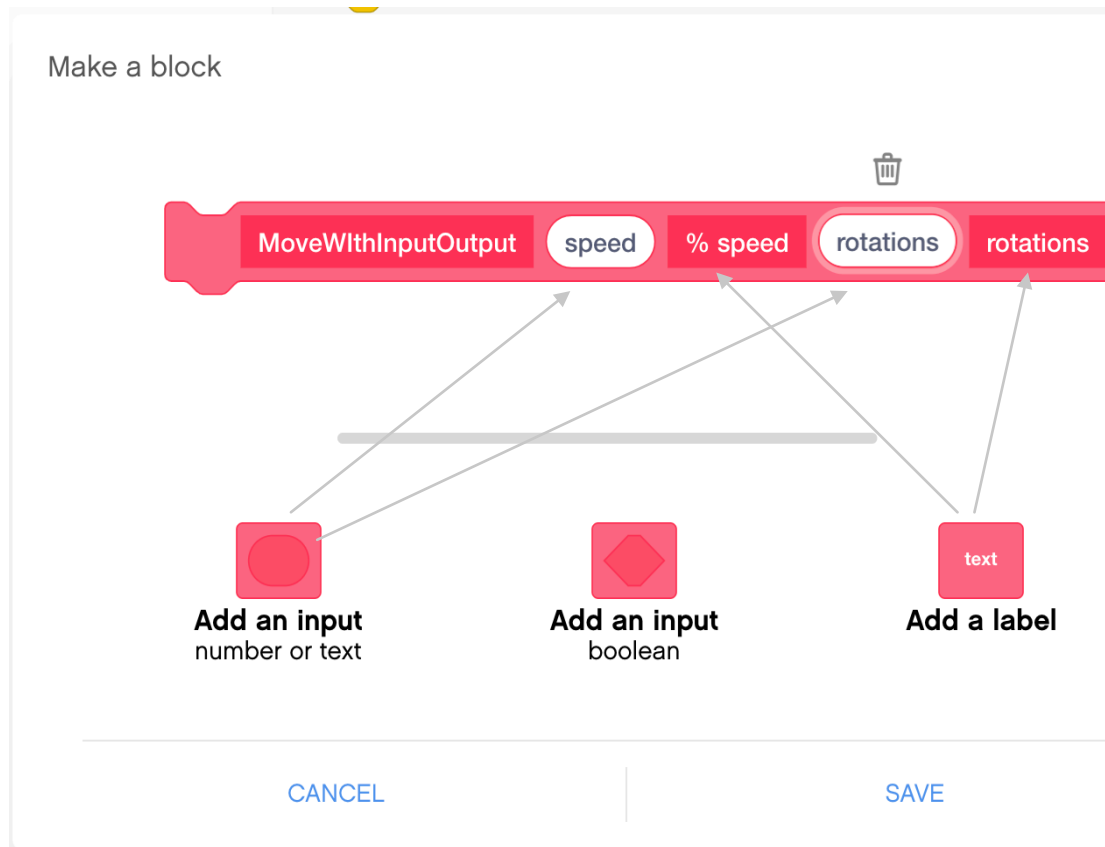 Make a block
MoveWIthInputOutput speed % speed rotations rotations
text
Add an input Add an input Add a label
number or text boolean
CANCEL SAVE